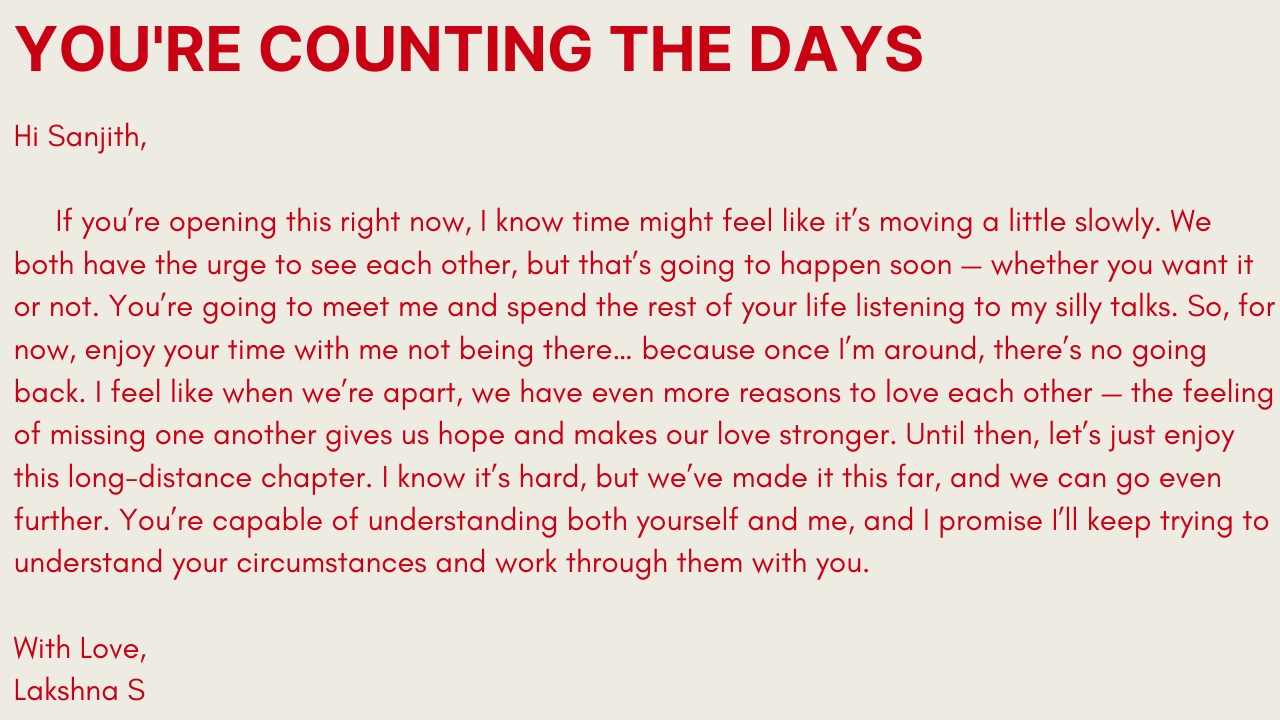 YOU'RE COUNTING THE DAYS
Hi Sanjith,
If you’re opening this right now, I know time might feel like it’s moving a little slowly. We
both have the urge to see each other, but that’s going to happen soon — whether you want it
or not. You’re going to meet me and spend the rest of your life listening to my silly talks. So, for
now, enjoy your time with me not being there... because once I’m around, there’s no going
back. I feel like when we’re apart, we have even more reasons to love each other — the feeling
of missing one another gives us hope and makes our love stronger. Until then, let’s just enjoy
this long-distance chapter. I know it’s hard, but we’ve made it this far, and we can go even
further. You’re capable of understanding both yourself and me, and I promise I’ll keep trying to
understand your circumstances and work through them with you.
With Love,
Lakshna S